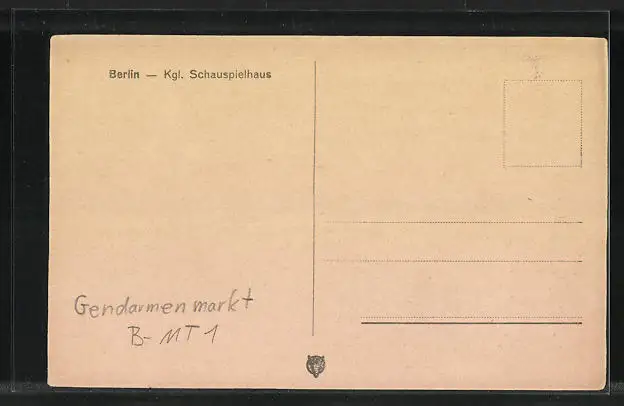 Berlin — Kgl. Schauspielhaus
Gendarmenmarkt
B-MT1